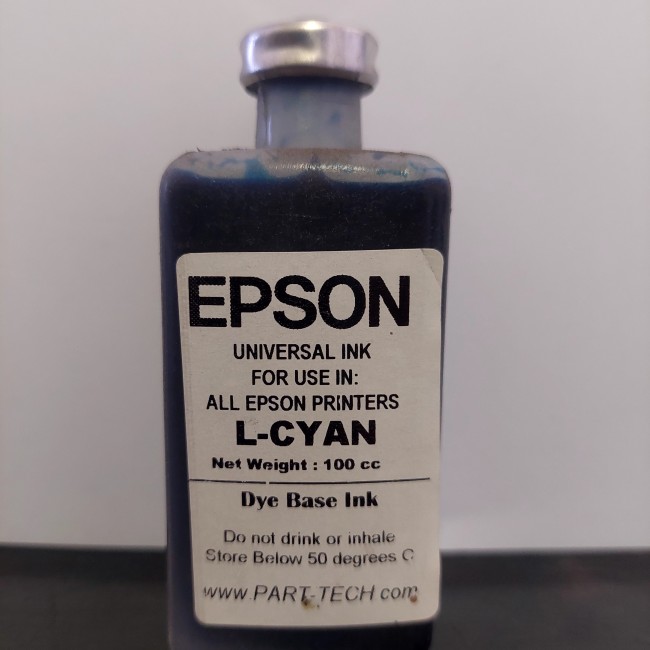 EPSON
UNIVERSAL INK
FOR USE IN:
ALL EPSON PRINTERS
L-CYAN
Net Weight : 100 cc
Dye Base Ink
Do not drink or inhale
Store Below 50 degrees C
www.PART-TECH.com